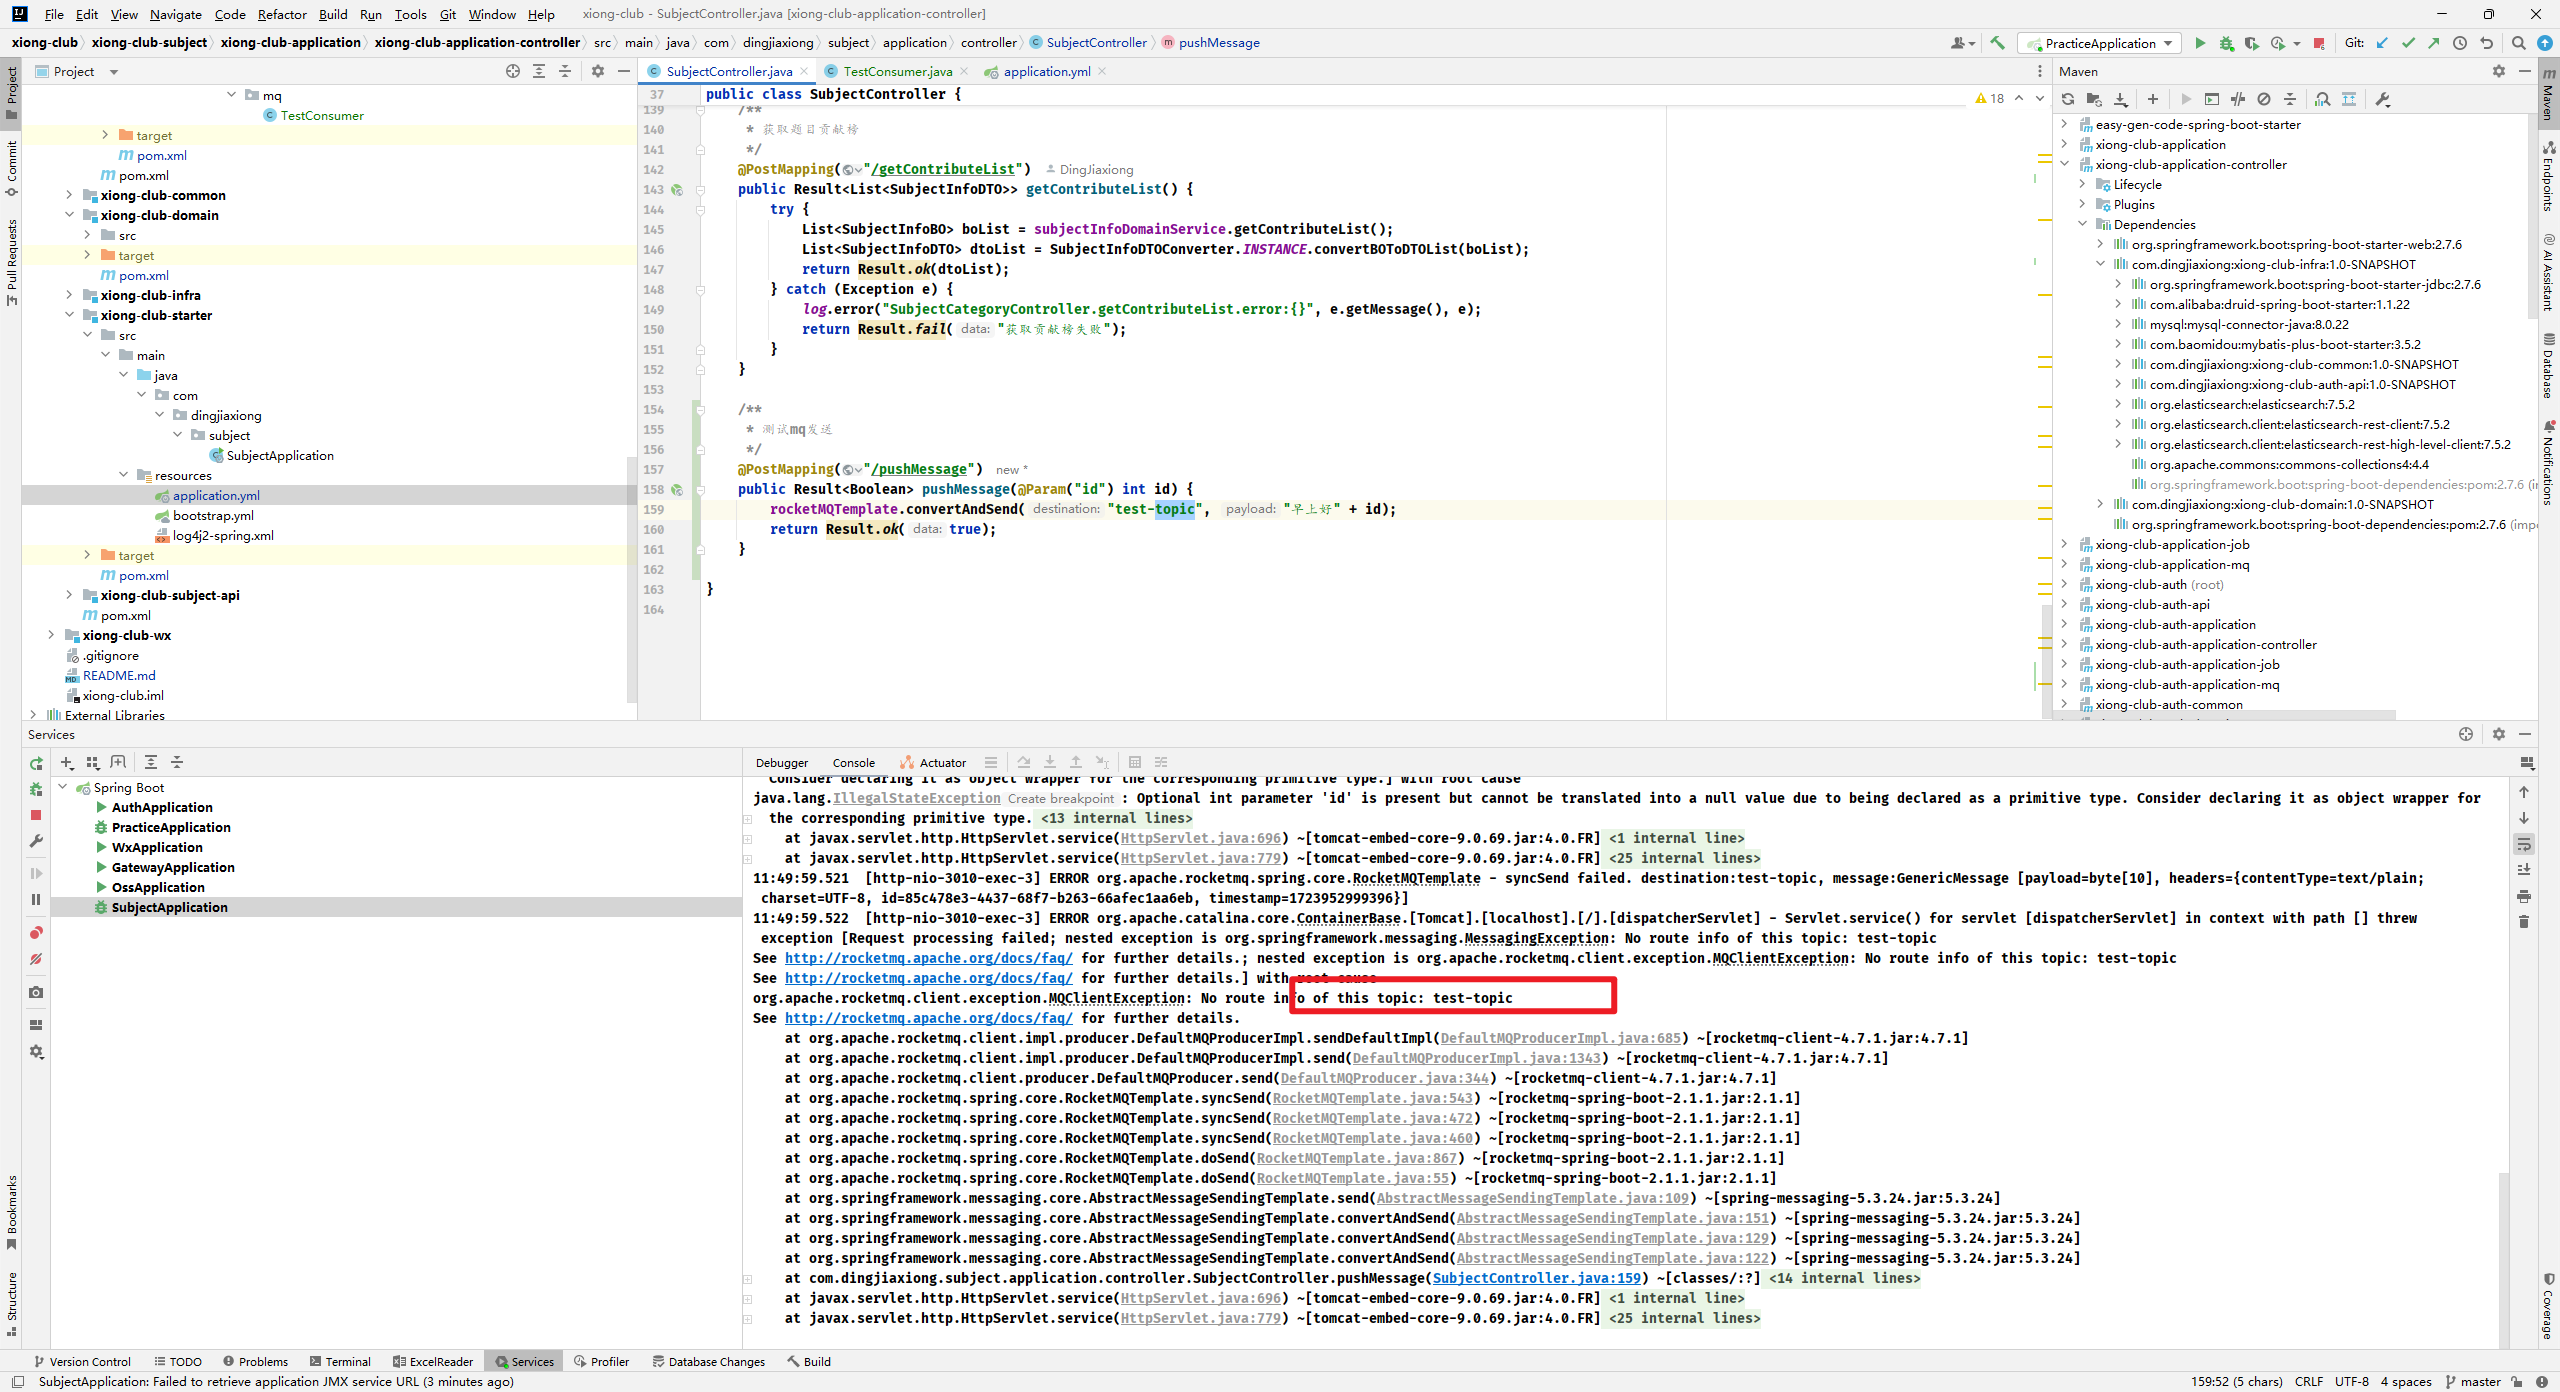 File Edit View Navigate Code Refactor Build Run Tools Git Window Help xiong-club - SubjectController.java [xiong-club-application-controller]
xiong-club xiong-club-subject xiong-club-application xiong-club-application-controller src main java com dingjiaxiong subject application controller SubjectController pushMessage PracticeApplication Git:
Project
mq
TestConsumer
target
pom.xml
pom.xml
xiong-club-common
xiong-club-domain
src
target
pom.xml
xiong-club-infra
xiong-club-starter
src
main
java
com
dingjiaxiong
subject
SubjectApplication
resources
application.yml
bootstrap.yml
log4j2-spring.xml
target
pom.xml
xiong-club-subject-api
pom.xml
xiong-club-wx
.gitignore
README.md
xiong-club.iml
External Libraries
SubjectController.java TestConsumer.java application.yml
18
37 public class SubjectController {
139 /**
140 * 获取题目贡献榜
141 */
142 @PostMapping("/getContributeList") DingJiaxiong
143 public Result<List<SubjectInfoDTO>> getContributeList() {
144 try {
145 List<SubjectInfoBO> boList = subjectInfoDomainService.getContributeList();
146 List<SubjectInfoDTO> dtoList = SubjectInfoDTOConverter.INSTANCE.convertBOToDTOList(boList);
147 return Result.ok(dtoList);
148 } catch (Exception e) {
149 log.error("SubjectCategoryController.getContributeList.error:{}", e.getMessage(), e);
150 return Result.fail( data: "获取贡献榜失败");
151 }
152 }
153
154 /**
155 * 测试mq发送
156 */
157 @PostMapping("/pushMessage") new *
158 public Result<Boolean> pushMessage(@Param("id") int id) {
159 rocketMQTemplate.convertAndSend( destination: "test-topic", payload: "早上好" + id);
160 return Result.ok( data: true);
161 }
162
163 }
164
Maven
easy-gen-code-spring-boot-starter
xiong-club-application
xiong-club-application-controller
Lifecycle
Plugins
Dependencies
org.springframework.boot:spring-boot-starter-web:2.7.6
com.dingjiaxiong:xiong-club-infra:1.0-SNAPSHOT
org.springframework.boot:spring-boot-starter-jdbc:2.7.6
com.alibaba:druid-spring-boot-starter:1.1.22
mysql:mysql-connector-java:8.0.22
com.baomidou:mybatis-plus-boot-starter:3.5.2
com.dingjiaxiong:xiong-club-common:1.0-SNAPSHOT
com.dingjiaxiong:xiong-club-auth-api:1.0-SNAPSHOT
org.elasticsearch:elasticsearch:7.5.2
org.elasticsearch.client:elasticsearch-rest-client:7.5.2
org.elasticsearch.client:elasticsearch-rest-high-level-client:7.5.2
org.apache.commons:commons-collections4:4.4
org.springframework.boot:spring-boot-dependencies:pom:2.7.6 (in
com.dingjiaxiong:xiong-club-domain:1.0-SNAPSHOT
org.springframework.boot:spring-boot-dependencies:pom:2.7.6 (impo
xiong-club-application-job
xiong-club-application-mq
xiong-club-auth (root)
xiong-club-auth-api
xiong-club-auth-application
xiong-club-auth-application-controller
xiong-club-auth-application-job
xiong-club-auth-application-mq
xiong-club-auth-common
Project
Commit
Pull Requests
Bookmarks
Structure
Maven
Endpoints
AI Assistant
Database
Notifications
Coverage
Services
Spring Boot
AuthApplication
PracticeApplication
WxApplication
GatewayApplication
OssApplication
SubjectApplication
Debugger Console Actuator
Consider declaring it as object wrapper for the corresponding primitive type.] with root cause
java.lang.IllegalStateException Create breakpoint : Optional int parameter 'id' is present but cannot be translated into a null value due to being declared as a primitive type. Consider declaring it as object wrapper for
the corresponding primitive type. <13 internal lines>
at javax.servlet.http.HttpServlet.service(HttpServlet.java:696) ~[tomcat-embed-core-9.0.69.jar:4.0.FR] <1 internal line>
at javax.servlet.http.HttpServlet.service(HttpServlet.java:779) ~[tomcat-embed-core-9.0.69.jar:4.0.FR] <25 internal lines>
11:49:59.521 [http-nio-3010-exec-3] ERROR org.apache.rocketmq.spring.core.RocketMQTemplate - syncSend failed. destination:test-topic, message:GenericMessage [payload=byte[10], headers={contentType=text/plain;
charset=UTF-8, id=85c478e3-4437-68f7-b263-66afec1aa6eb, timestamp=1723952999396}]
11:49:59.522 [http-nio-3010-exec-3] ERROR org.apache.catalina.core.ContainerBase.[Tomcat].[localhost].[/].[dispatcherServlet] - Servlet.service() for servlet [dispatcherServlet] in context with path [] threw
exception [Request processing failed; nested exception is org.springframework.messaging.MessagingException: No route info of this topic: test-topic
See http://rocketmq.apache.org/docs/faq/ for further details.; nested exception is org.apache.rocketmq.client.exception.MQClientException: No route info of this topic: test-topic
See http://rocketmq.apache.org/docs/faq/ for further details.] with root cause
org.apache.rocketmq.client.exception.MQClientException: No route info of this topic: test-topic
See http://rocketmq.apache.org/docs/faq/ for further details.
at org.apache.rocketmq.client.impl.producer.DefaultMQProducerImpl.sendDefaultImpl(DefaultMQProducerImpl.java:685) ~[rocketmq-client-4.7.1.jar:4.7.1]
at org.apache.rocketmq.client.impl.producer.DefaultMQProducerImpl.send(DefaultMQProducerImpl.java:1343) ~[rocketmq-client-4.7.1.jar:4.7.1]
at org.apache.rocketmq.client.producer.DefaultMQProducer.send(DefaultMQProducer.java:344) ~[rocketmq-client-4.7.1.jar:4.7.1]
at org.apache.rocketmq.spring.core.RocketMQTemplate.syncSend(RocketMQTemplate.java:543) ~[rocketmq-spring-boot-2.1.1.jar:2.1.1]
at org.apache.rocketmq.spring.core.RocketMQTemplate.syncSend(RocketMQTemplate.java:472) ~[rocketmq-spring-boot-2.1.1.jar:2.1.1]
at org.apache.rocketmq.spring.core.RocketMQTemplate.syncSend(RocketMQTemplate.java:460) ~[rocketmq-spring-boot-2.1.1.jar:2.1.1]
at org.apache.rocketmq.spring.core.RocketMQTemplate.doSend(RocketMQTemplate.java:867) ~[rocketmq-spring-boot-2.1.1.jar:2.1.1]
at org.apache.rocketmq.spring.core.RocketMQTemplate.doSend(RocketMQTemplate.java:55) ~[rocketmq-spring-boot-2.1.1.jar:2.1.1]
at org.springframework.messaging.core.AbstractMessageSendingTemplate.send(AbstractMessageSendingTemplate.java:109) ~[spring-messaging-5.3.24.jar:5.3.24]
at org.springframework.messaging.core.AbstractMessageSendingTemplate.convertAndSend(AbstractMessageSendingTemplate.java:151) ~[spring-messaging-5.3.24.jar:5.3.24]
at org.springframework.messaging.core.AbstractMessageSendingTemplate.convertAndSend(AbstractMessageSendingTemplate.java:129) ~[spring-messaging-5.3.24.jar:5.3.24]
at org.springframework.messaging.core.AbstractMessageSendingTemplate.convertAndSend(AbstractMessageSendingTemplate.java:122) ~[spring-messaging-5.3.24.jar:5.3.24]
at com.dingjiaxiong.subject.application.controller.SubjectController.pushMessage(SubjectController.java:159) ~[classes/:?] <14 internal lines>
at javax.servlet.http.HttpServlet.service(HttpServlet.java:696) ~[tomcat-embed-core-9.0.69.jar:4.0.FR] <1 internal line>
at javax.servlet.http.HttpServlet.service(HttpServlet.java:779) ~[tomcat-embed-core-9.0.69.jar:4.0.FR] <25 internal lines>
Version Control TODO Problems Terminal ExcelReader Services Profiler Database Changes Build
SubjectApplication: Failed to retrieve application JMX service URL (3 minutes ago) 159:52 (5 chars) CRLF UTF-8 4 spaces master